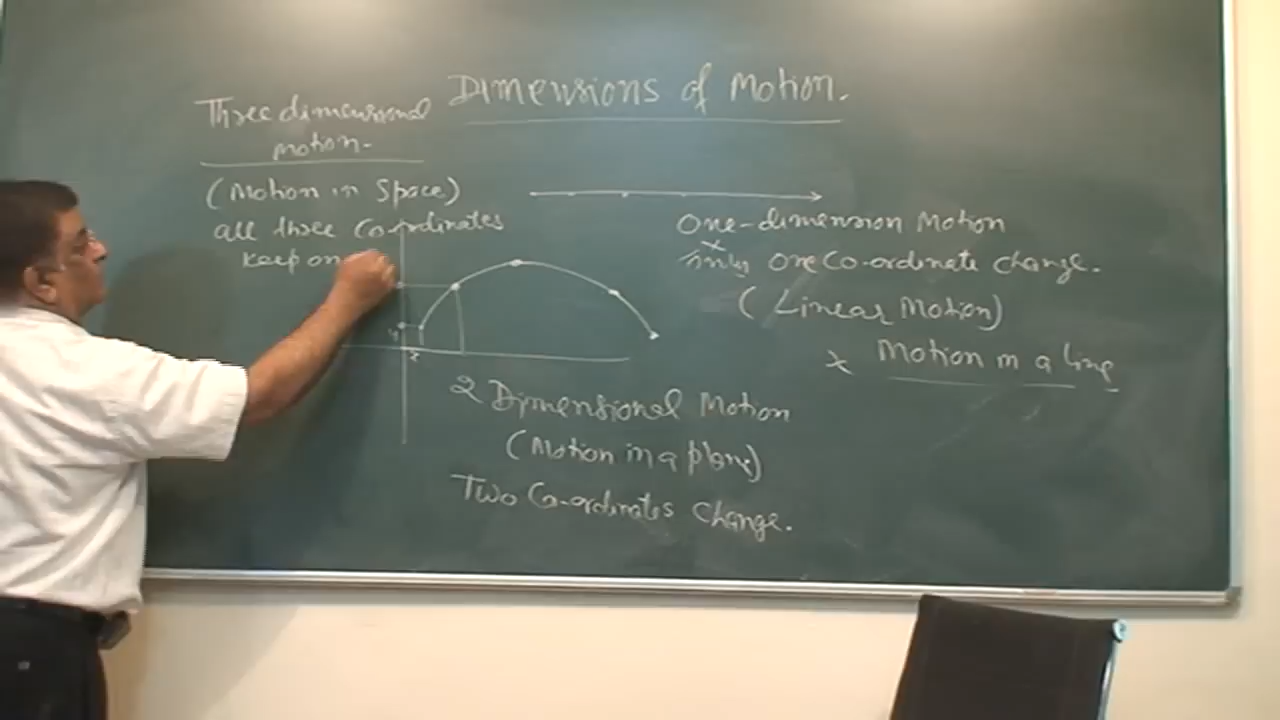 Dimensions of Motion.
Three dimensional
motion-
(Motion in Space)
all three Co-ordinates
keep on
One-dimension Motion
x
only one Co-ordinate change.
(Linear Motion)
x Motion in a line
y
x
2 Dimensional Motion
(Motion in a plane)
Two Co-ordinates change.